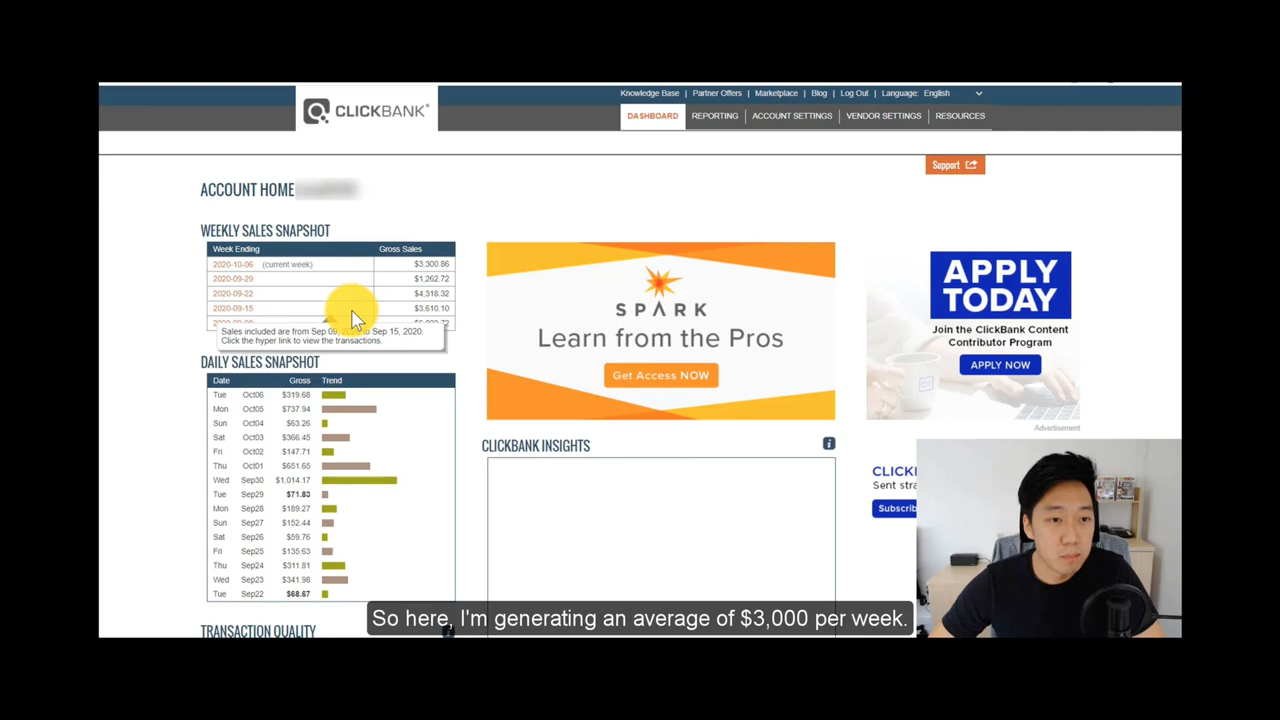 CLICKBANK
Knowledge Base | Partner Offers | Marketplace | Blog | Log Out | Language: English
DASHBOARD REPORTING ACCOUNT SETTINGS VENDOR SETTINGS RESOURCES
Support
ACCOUNT HOME
WEEKLY SALES SNAPSHOT
Week Ending Gross Sales
2020-10-06 (current week) $3,300.86
2020-09-29 $1,262.72
2020-09-22 $4,318.32
2020-09-15 $3,610.10
Sales included are from Sep 09, to Sep 15, 2020.
Click the hyper link to view the transactions.
DAILY SALES SNAPSHOT
Date Gross Trend
Tue Oct06 $319.68
Mon Oct05 $737.94
Sun Oct04 $63.26
Sat Oct03 $366.45
Fri Oct02 $147.71
Thu Oct01 $651.65
Wed Sep30 $1,014.17
Tue Sep29 $71.83
Mon Sep28 $189.27
Sun Sep27 $152.44
Sat Sep26 $59.76
Fri Sep25 $135.63
Thu Sep24 $311.81
Wed Sep23 $341.98
Tue Sep22 $68.67
TRANSACTION QUALITY
SPARK
Learn from the Pros
Get Access NOW
CLICKBANK INSIGHTS
APPLY
TODAY
Join the ClickBank Content
Contributor Program
APPLY NOW
Advertisement
CLICK
Sent stra
Subscrib
So here, I'm generating an average of $3,000 per week.